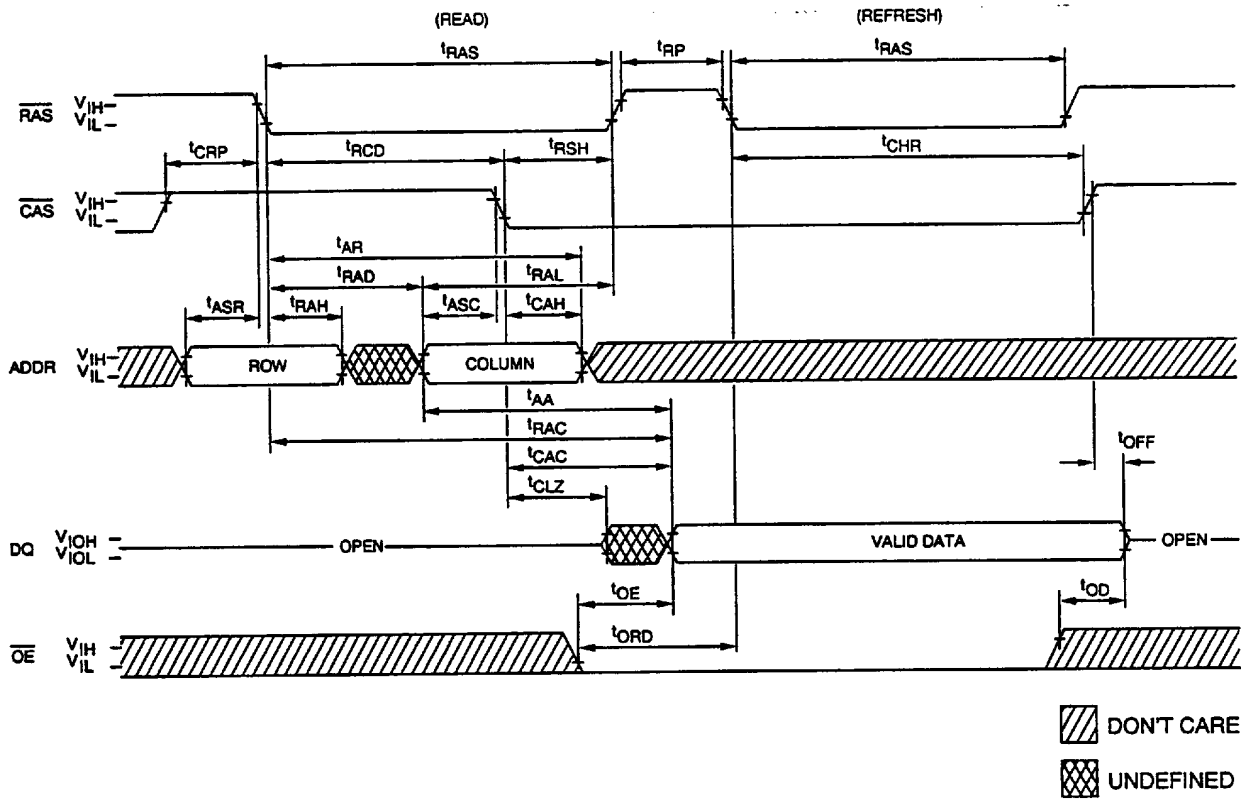 (READ) (REFRESH)
tRAS tRP tRAS
RAS VIH
VIL
tCRP tRCD tRSH tCHR
CAS VIH
VIL
tAR
tRAD tRAL
tASR tRAH tASC tCAH
ADDR VIH
VIL
ROW COLUMN
tAA
tRAC
tOFF
tCAC
tCLZ
DQ VIOH
VIOL
OPEN VALID DATA OPEN
tOE tOD
tORD
OE VIH
VIL
DON'T CARE
UNDEFINED